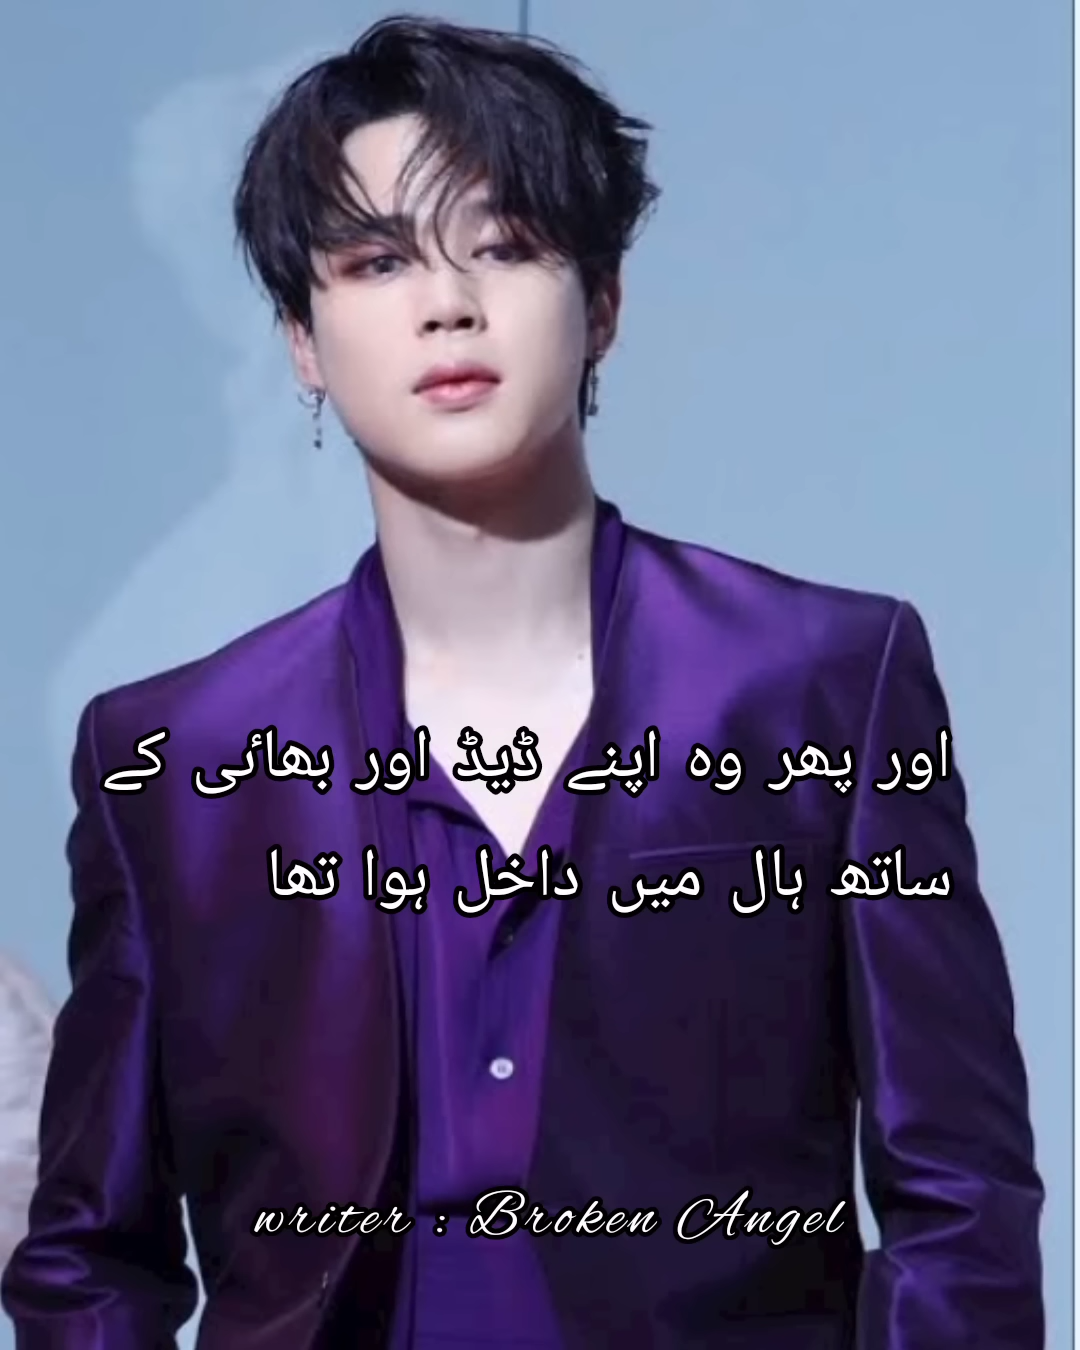 اور پھر وہ اپنے ڈیڈ اور بھائی کے
ساتھ ہال میں داخل ہوا تھا
writer : Broken Angel